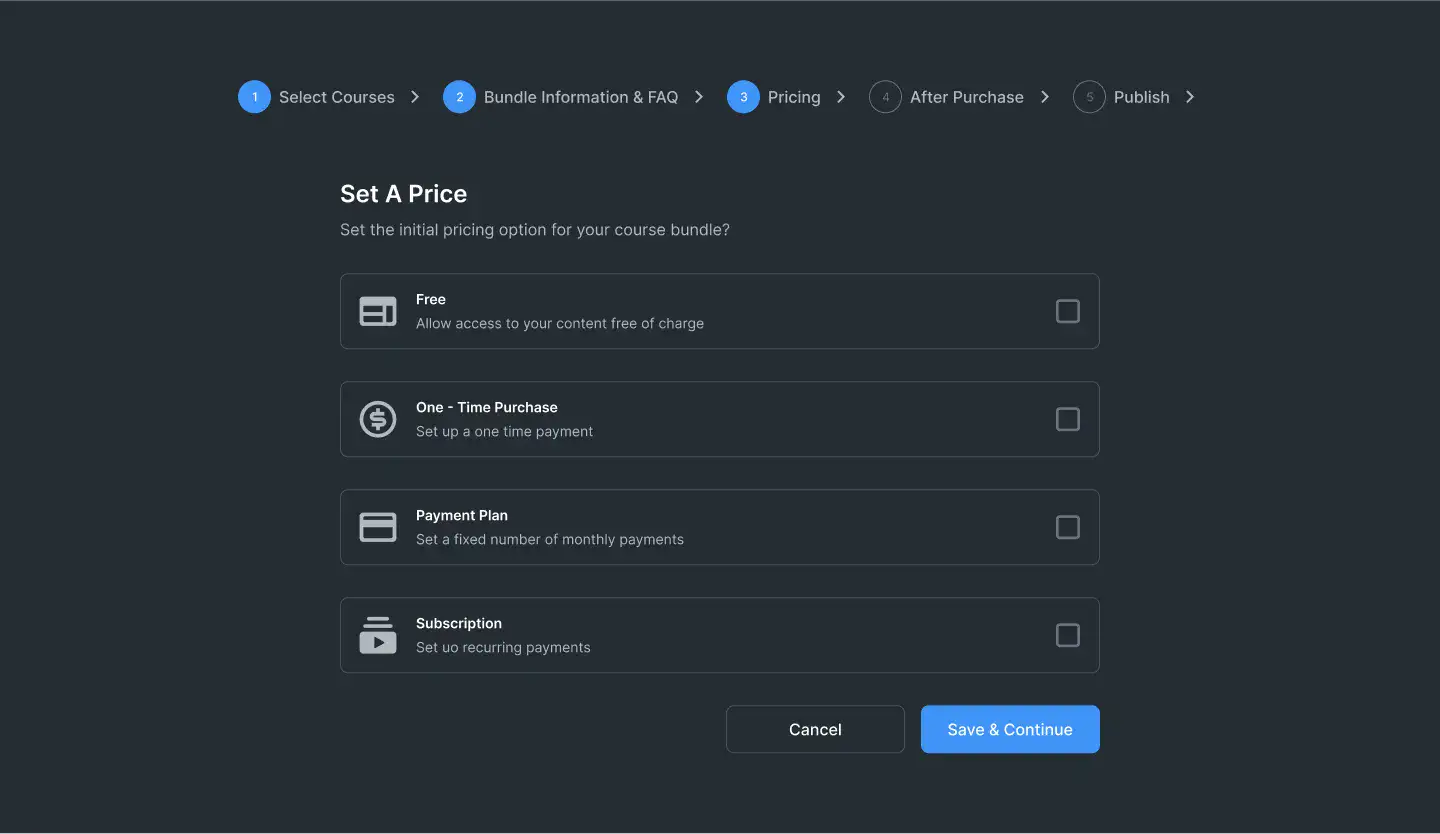 1 Select Courses 2 Bundle Information & FAQ 3 Pricing 4 After Purchase 5 Publish
Set A Price
Set the initial pricing option for your course bundle?
Free
Allow access to your content free of charge
One - Time Purchase
Set up a one time payment
Payment Plan
Set a fixed number of monthly payments
Subscription
Set uo recurring payments
Cancel Save & Continue